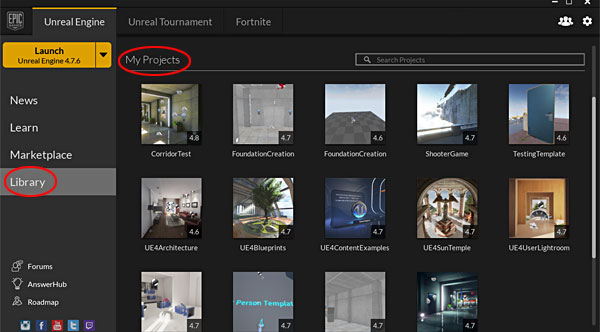 EPIC
Unreal Engine
Unreal Tournament
Fortnite
Launch
Unreal Engine 4.7.6
News
Learn
Marketplace
Library
Forums
AnswerHub
Roadmap
My Projects
Search Projects
4.8
4.7
4.6
4.7
4.6
CorridorTest
FoundationCreation
FoundationCreation
ShooterGame
TestingTemplate
4.6
4.7
4.7
4.7
4.7
UE4Architecture
UE4Blueprints
UE4ContentExamples
UE4SunTemple
UE4UserLightroom
Person Templat
4.7
4.7
4.7
4.7